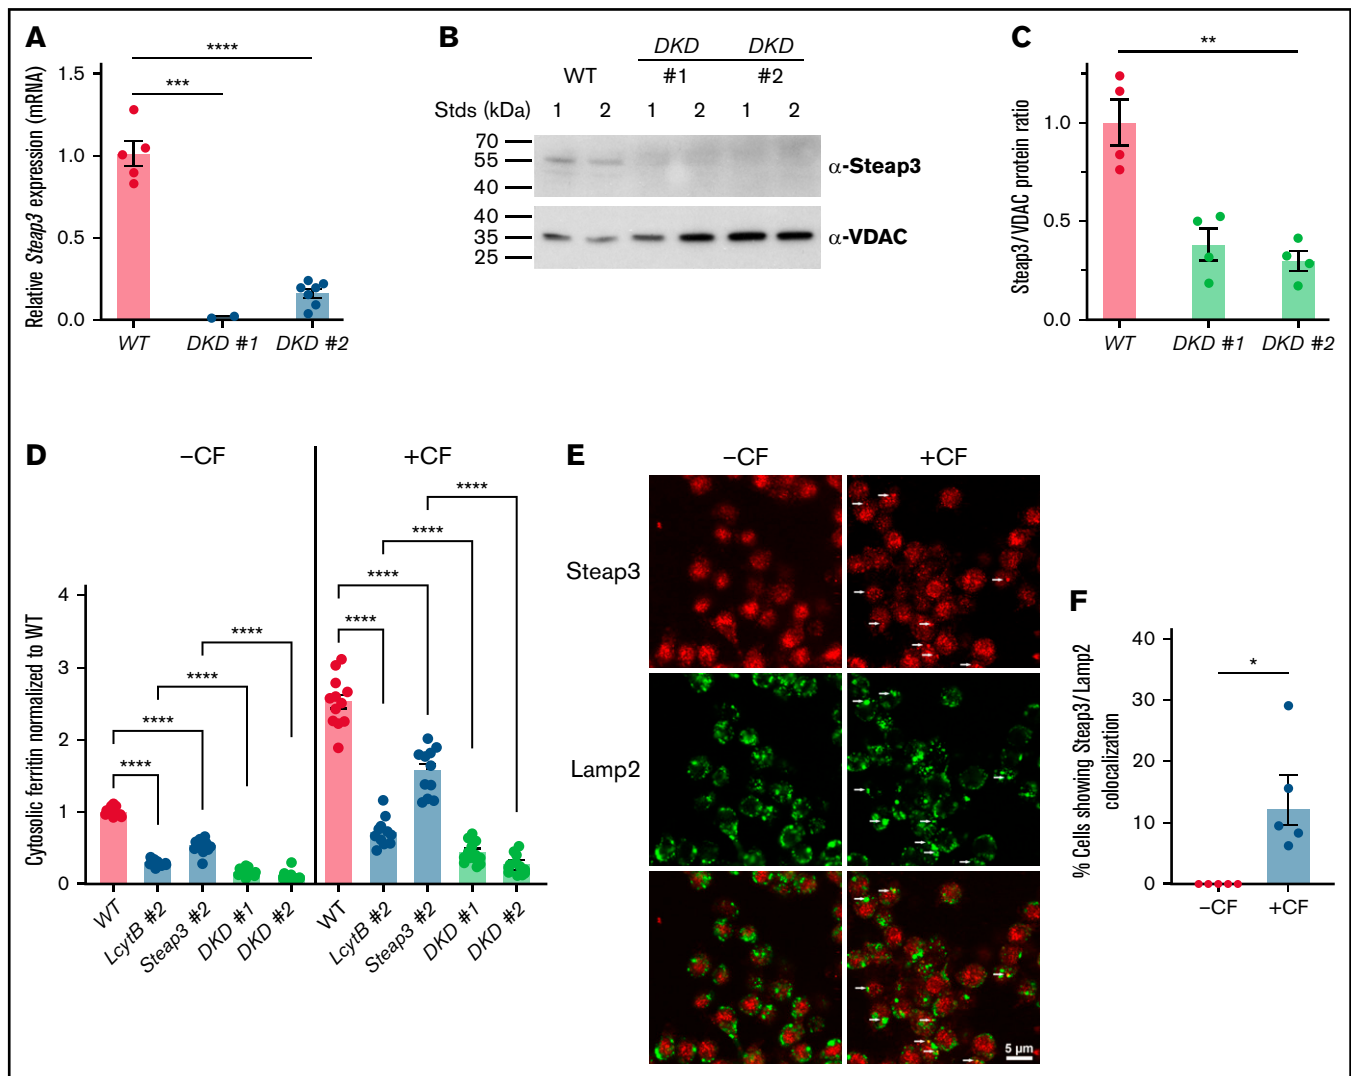 A
Relative Steap3 expression (mRNA)
1.5
1.0
0.5
0.0
****
***
WT
DKD #1
DKD #2
B
DKD DKD
WT #1 #2
Stds (kDa) 1 2 1 2 1 2
70
55
40
α-Steap3
40
35
25
α-VDAC
C
Steap3/VDAC protein ratio
1.0
0.5
0.0
**
WT
DKD #1
DKD #2
D
−CF
+CF
Cytosolic ferritin normalized to WT
4
3
2
1
0
****
****
****
****
****
****
****
****
WT
LcytB #2
Steap3 #2
DKD #1
DKD #2
WT
LcytB #2
Steap3 #2
DKD #1
DKD #2
E
−CF
+CF
Steap3
Lamp2
5 µm
F
% Cells showing Steap3/Lamp2
colocalization
40
30
20
10
0
*
−CF
+CF